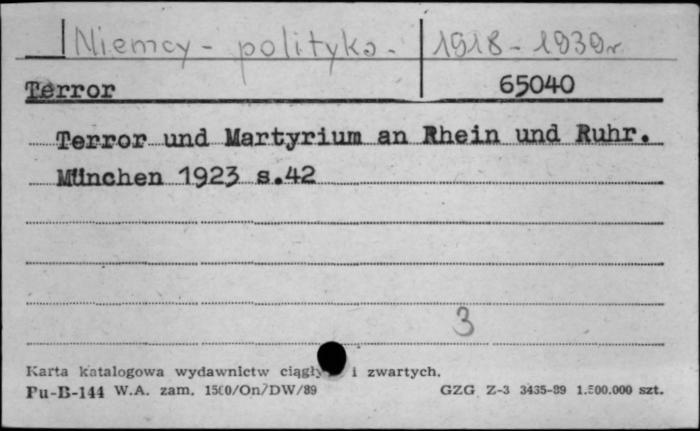 Niemcy - polityka - 1918 - 1939r
Terror 65040
Terror und Martyrium an Rhein und Ruhr.
München 1923 s.42
3
Karta katalogowa wydawnictw i zwartych.
Pu-B-144 W.A. zam. 1500/On/DW/89 GZG Z-3 3435-89 1.500.000 szt.